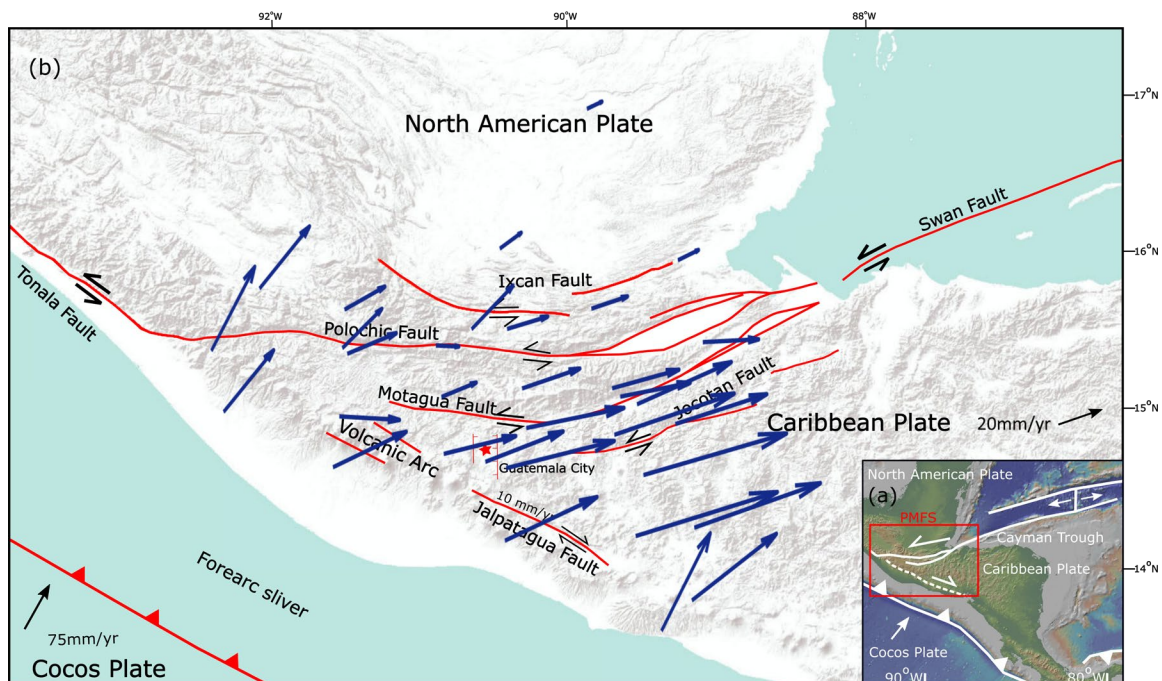 92°W
90°W
88°W
(b)
17°N
North American Plate
Swan Fault
16°N
Ixcan Fault
Tonala Fault
Polochic Fault
Motagua Fault
Jocotan Fault
15°N
Caribbean Plate
20mm/yr
Volcanic Arc
Guatemala City
10 mm/yr
Jalpatagua Fault
14°N
Forearc sliver
75mm/yr
Cocos Plate
North American Plate
(a)
PMFS
Cayman Trough
Caribbean Plate
Cocos Plate
90°W
80°W